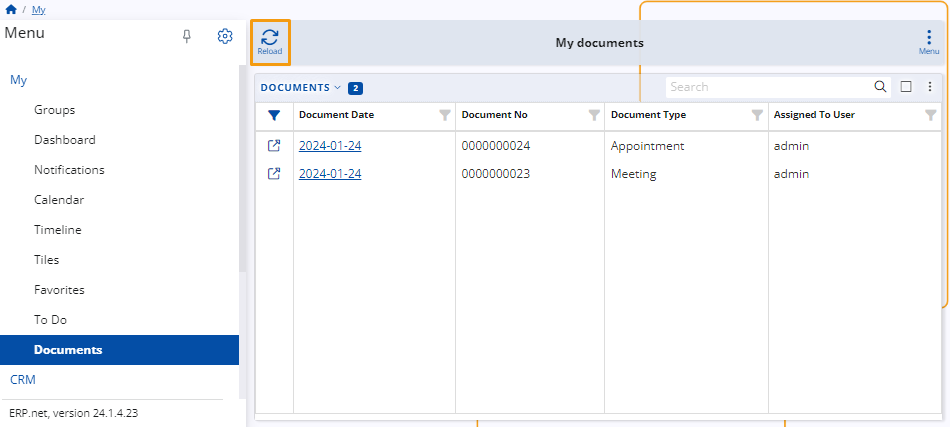 / My
Menu
My
Groups
Dashboard
Notifications
Calendar
Timeline
Tiles
Favorites
To Do
Documents
CRM
ERP.net, version 24.1.4.23
Reload
My documents
Menu
DOCUMENTS 2
Search
Document Date Document No Document Type Assigned To User
2024-01-24 0000000024 Appointment admin
2024-01-24 0000000023 Meeting admin